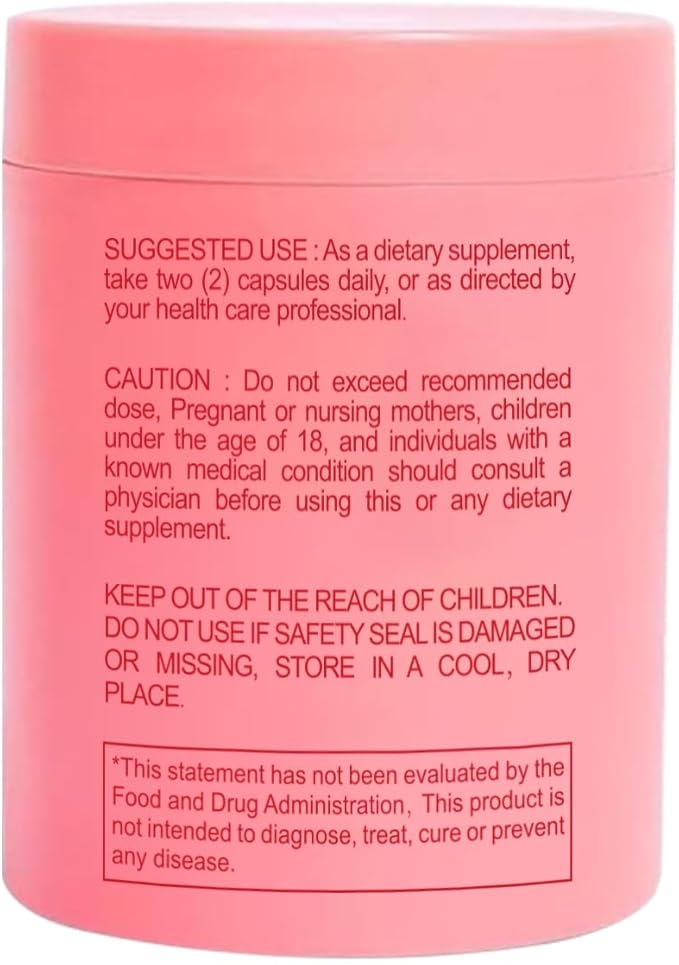 SUGGESTED USE : As a dietary supplement,
take two (2) capsules daily, or as directed by
your health care professional.
CAUTION : Do not exceed recommended
dose, Pregnant or nursing mothers, children
under the age of 18, and individuals with a
known medical condition should consult a
physician before using this or any dietary
supplement.
KEEP OUT OF THE REACH OF CHILDREN.
DO NOT USE IF SAFETY SEAL IS DAMAGED
OR MISSING, STORE IN A COOL, DRY
PLACE.
*This statement has not been evaluated by the
Food and Drug Administration, This product is
not intended to diagnose, treat, cure or prevent
any disease.